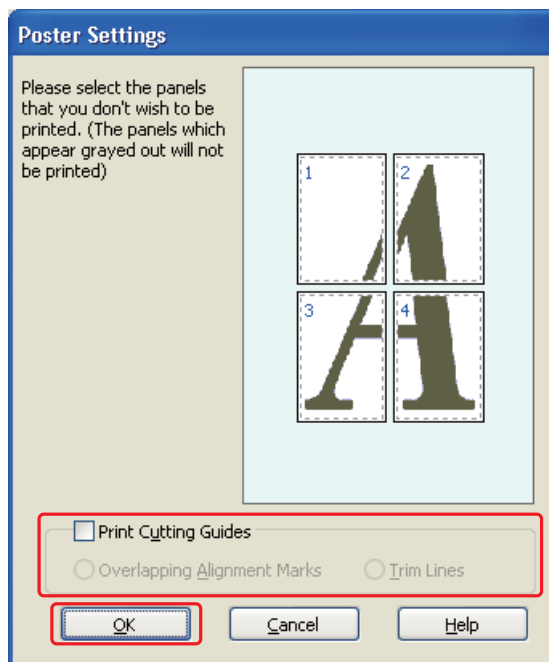 Poster Settings
Please select the panels
that you don't wish to be
printed. (The panels which
appear grayed out will not
be printed)
1 2
A
3 4
Print Cutting Guides
Overlapping Alignment Marks Trim Lines
OK Cancel Help